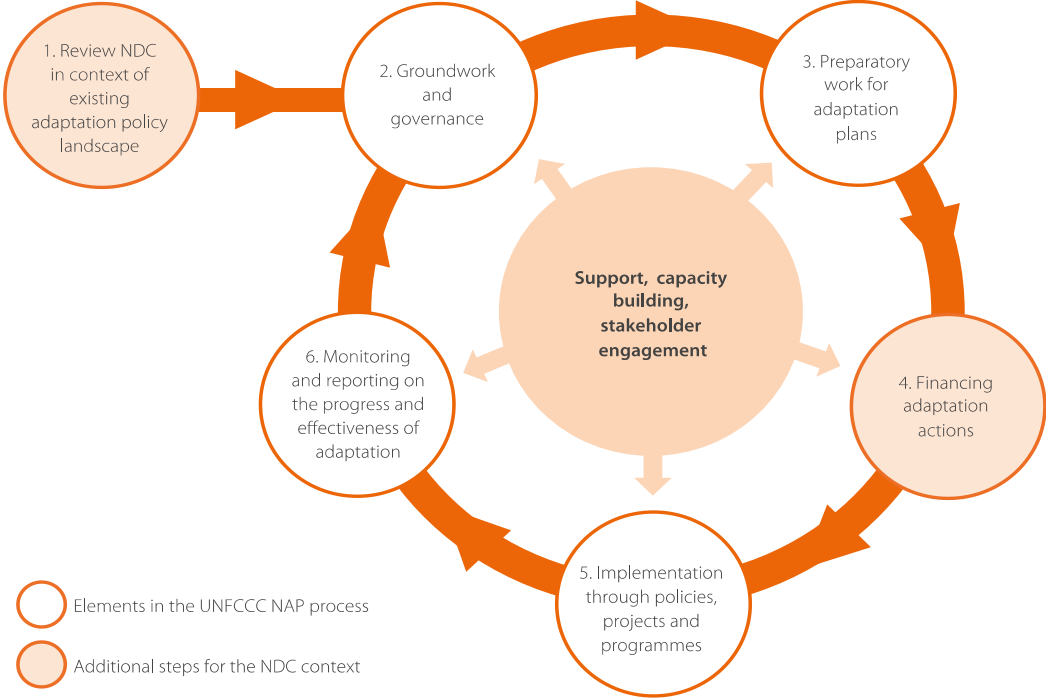 1. Review NDC
in context of
existing
adaptation policy
landscape
2. Groundwork
and
governance
3. Preparatory
work for
adaptation
plans
Support, capacity
building,
stakeholder
engagement
4. Financing
adaptation
actions
5. Implementation
through policies,
projects and
programmes
6. Monitoring
and reporting on
the progress and
effectiveness of
adaptation
Elements in the UNFCCC NAP process
Additional steps for the NDC context